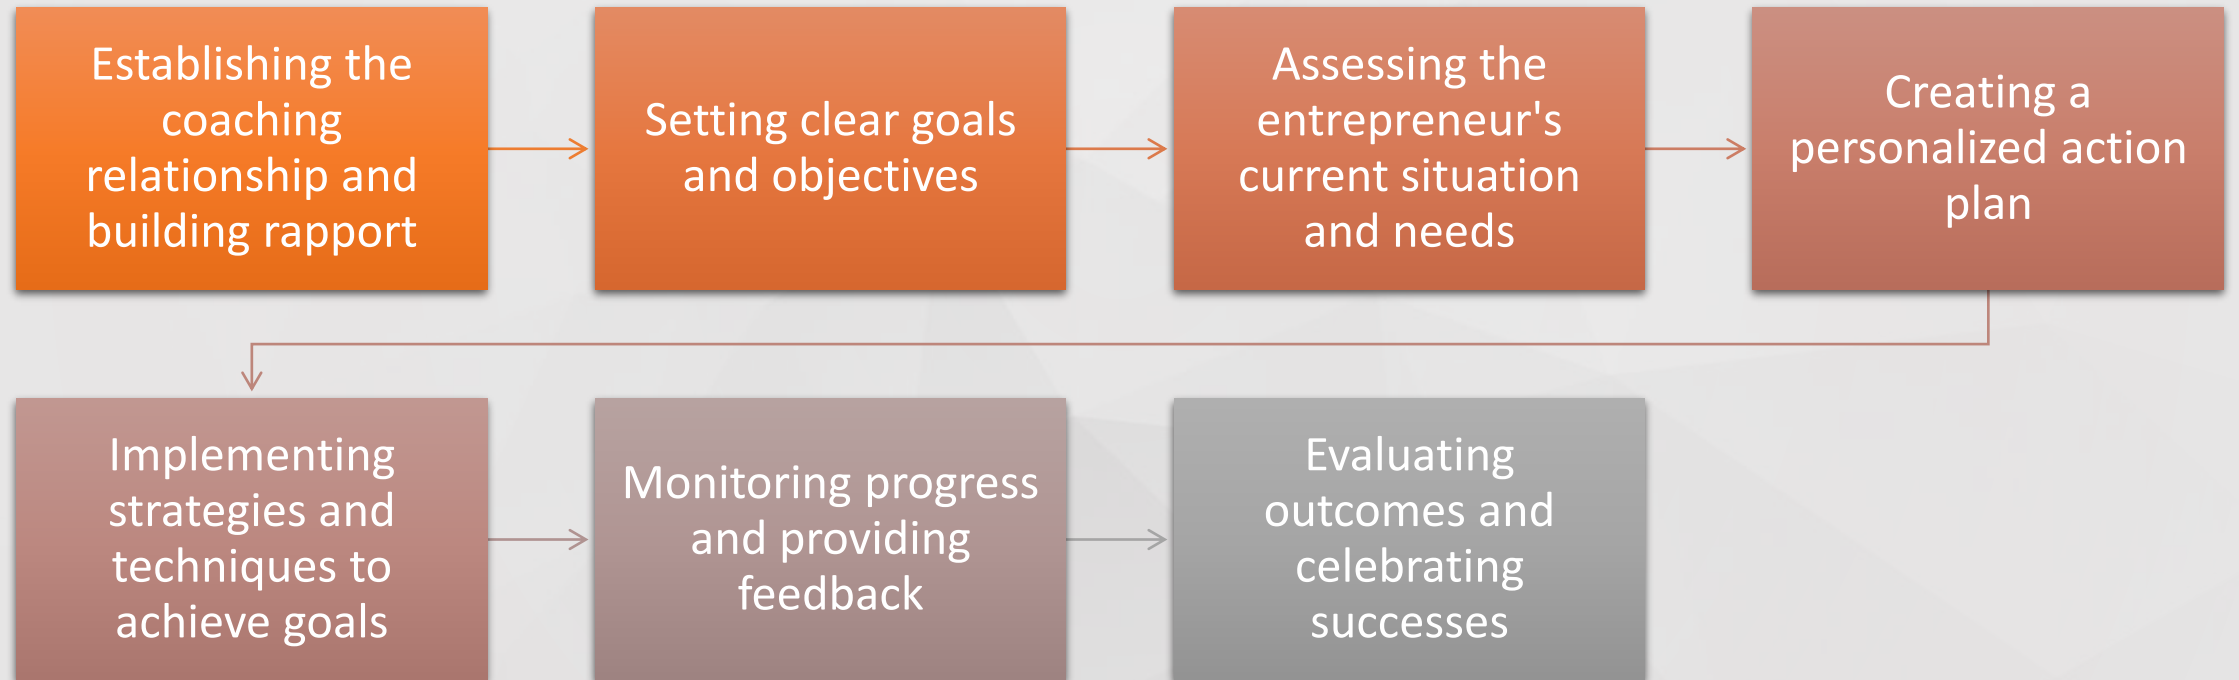 Establishing the
coaching
relationship and
building rapport
Setting clear goals
and objectives
Assessing the
entrepreneur's
current situation
and needs
Creating a
personalized action
plan
Implementing
strategies and
techniques to
achieve goals
Monitoring progress
and providing
feedback
Evaluating
outcomes and
celebrating
successes